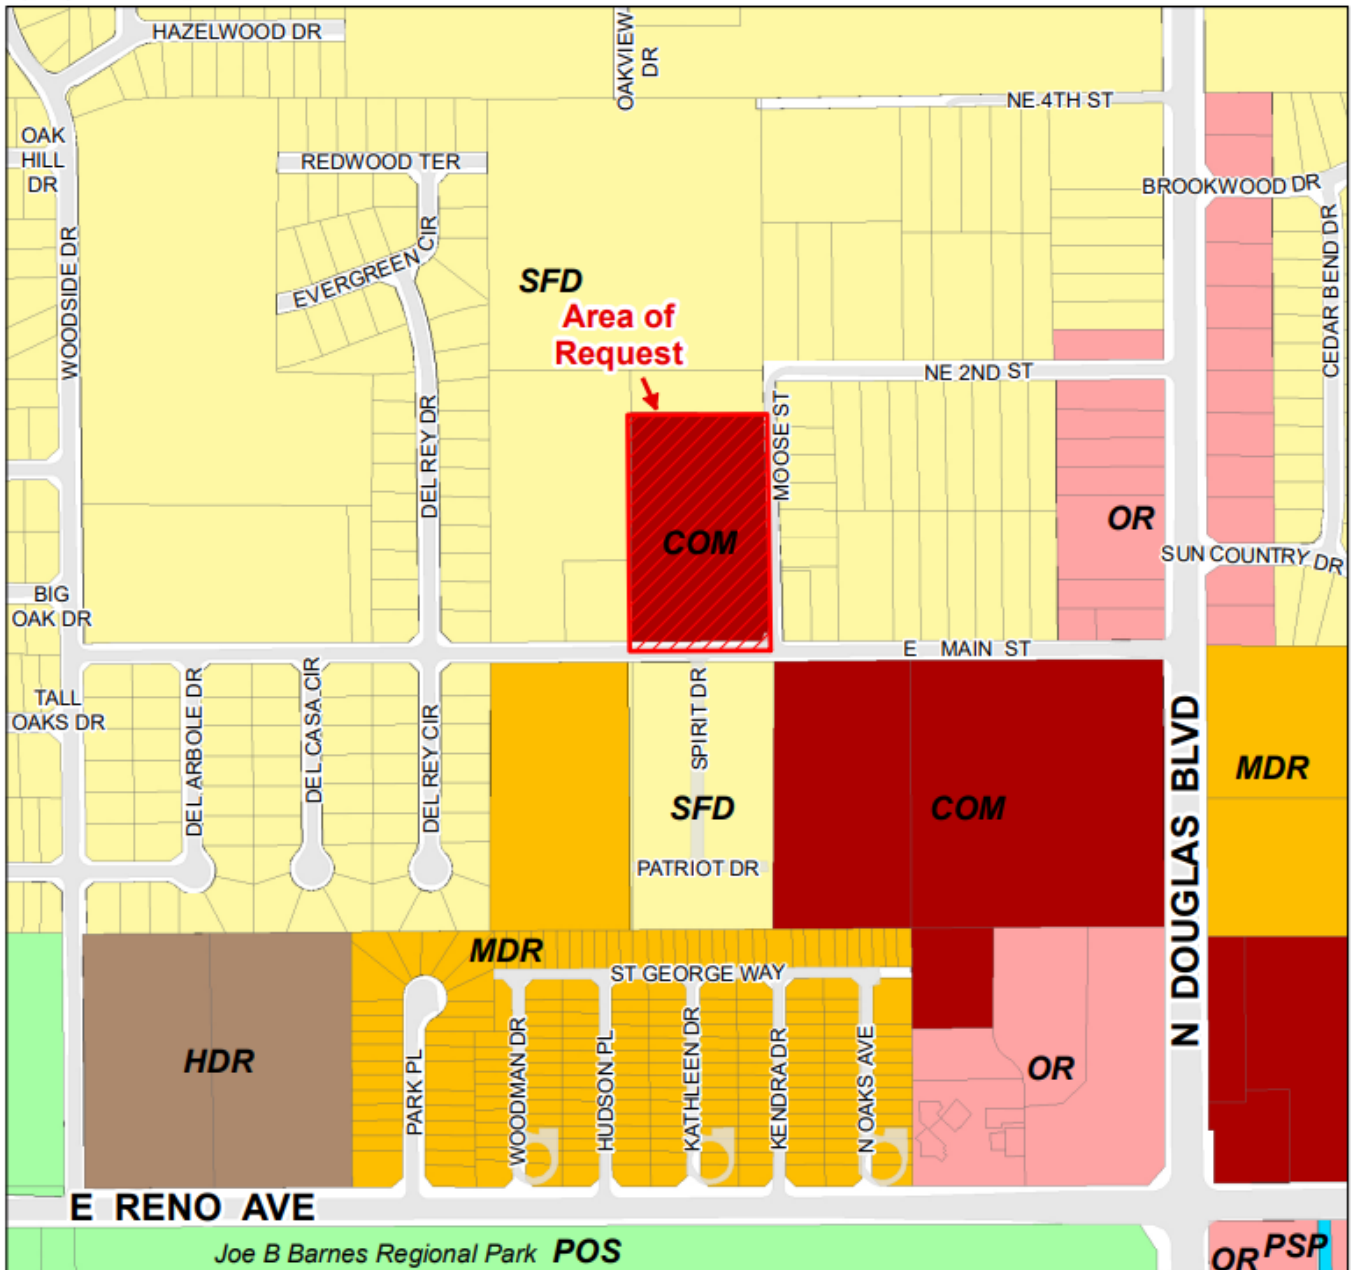 HAZELWOOD DR
OAKVIEW
DR
NE 4TH ST
OAK
HILL
DR
REDWOOD TER
BROOKWOOD DR
EVERGREEN CIR
WOODSIDE DR
CEDAR BEND DR
SFD
Area of
Request
NE 2ND ST
DEL REY DR
MOOSE ST
OR
COM
SUN COUNTRY DR
BIG
OAK DR
E MAIN ST
TALL
OAKS DR
DEL ARBOLE DR
DEL CASA CIR
DEL REY CIR
SPIRIT DR
SFD
COM
MDR
N DOUGLAS BLVD
PATRIOT DR
MDR
ST GEORGE WAY
HDR
PARK PL
WOODMAN DR
HUDSON PL
KATHLEEN DR
KENDRA DR
N OAKS AVE
OR
E RENO AVE
Joe B Barnes Regional Park POS
OR
PSP